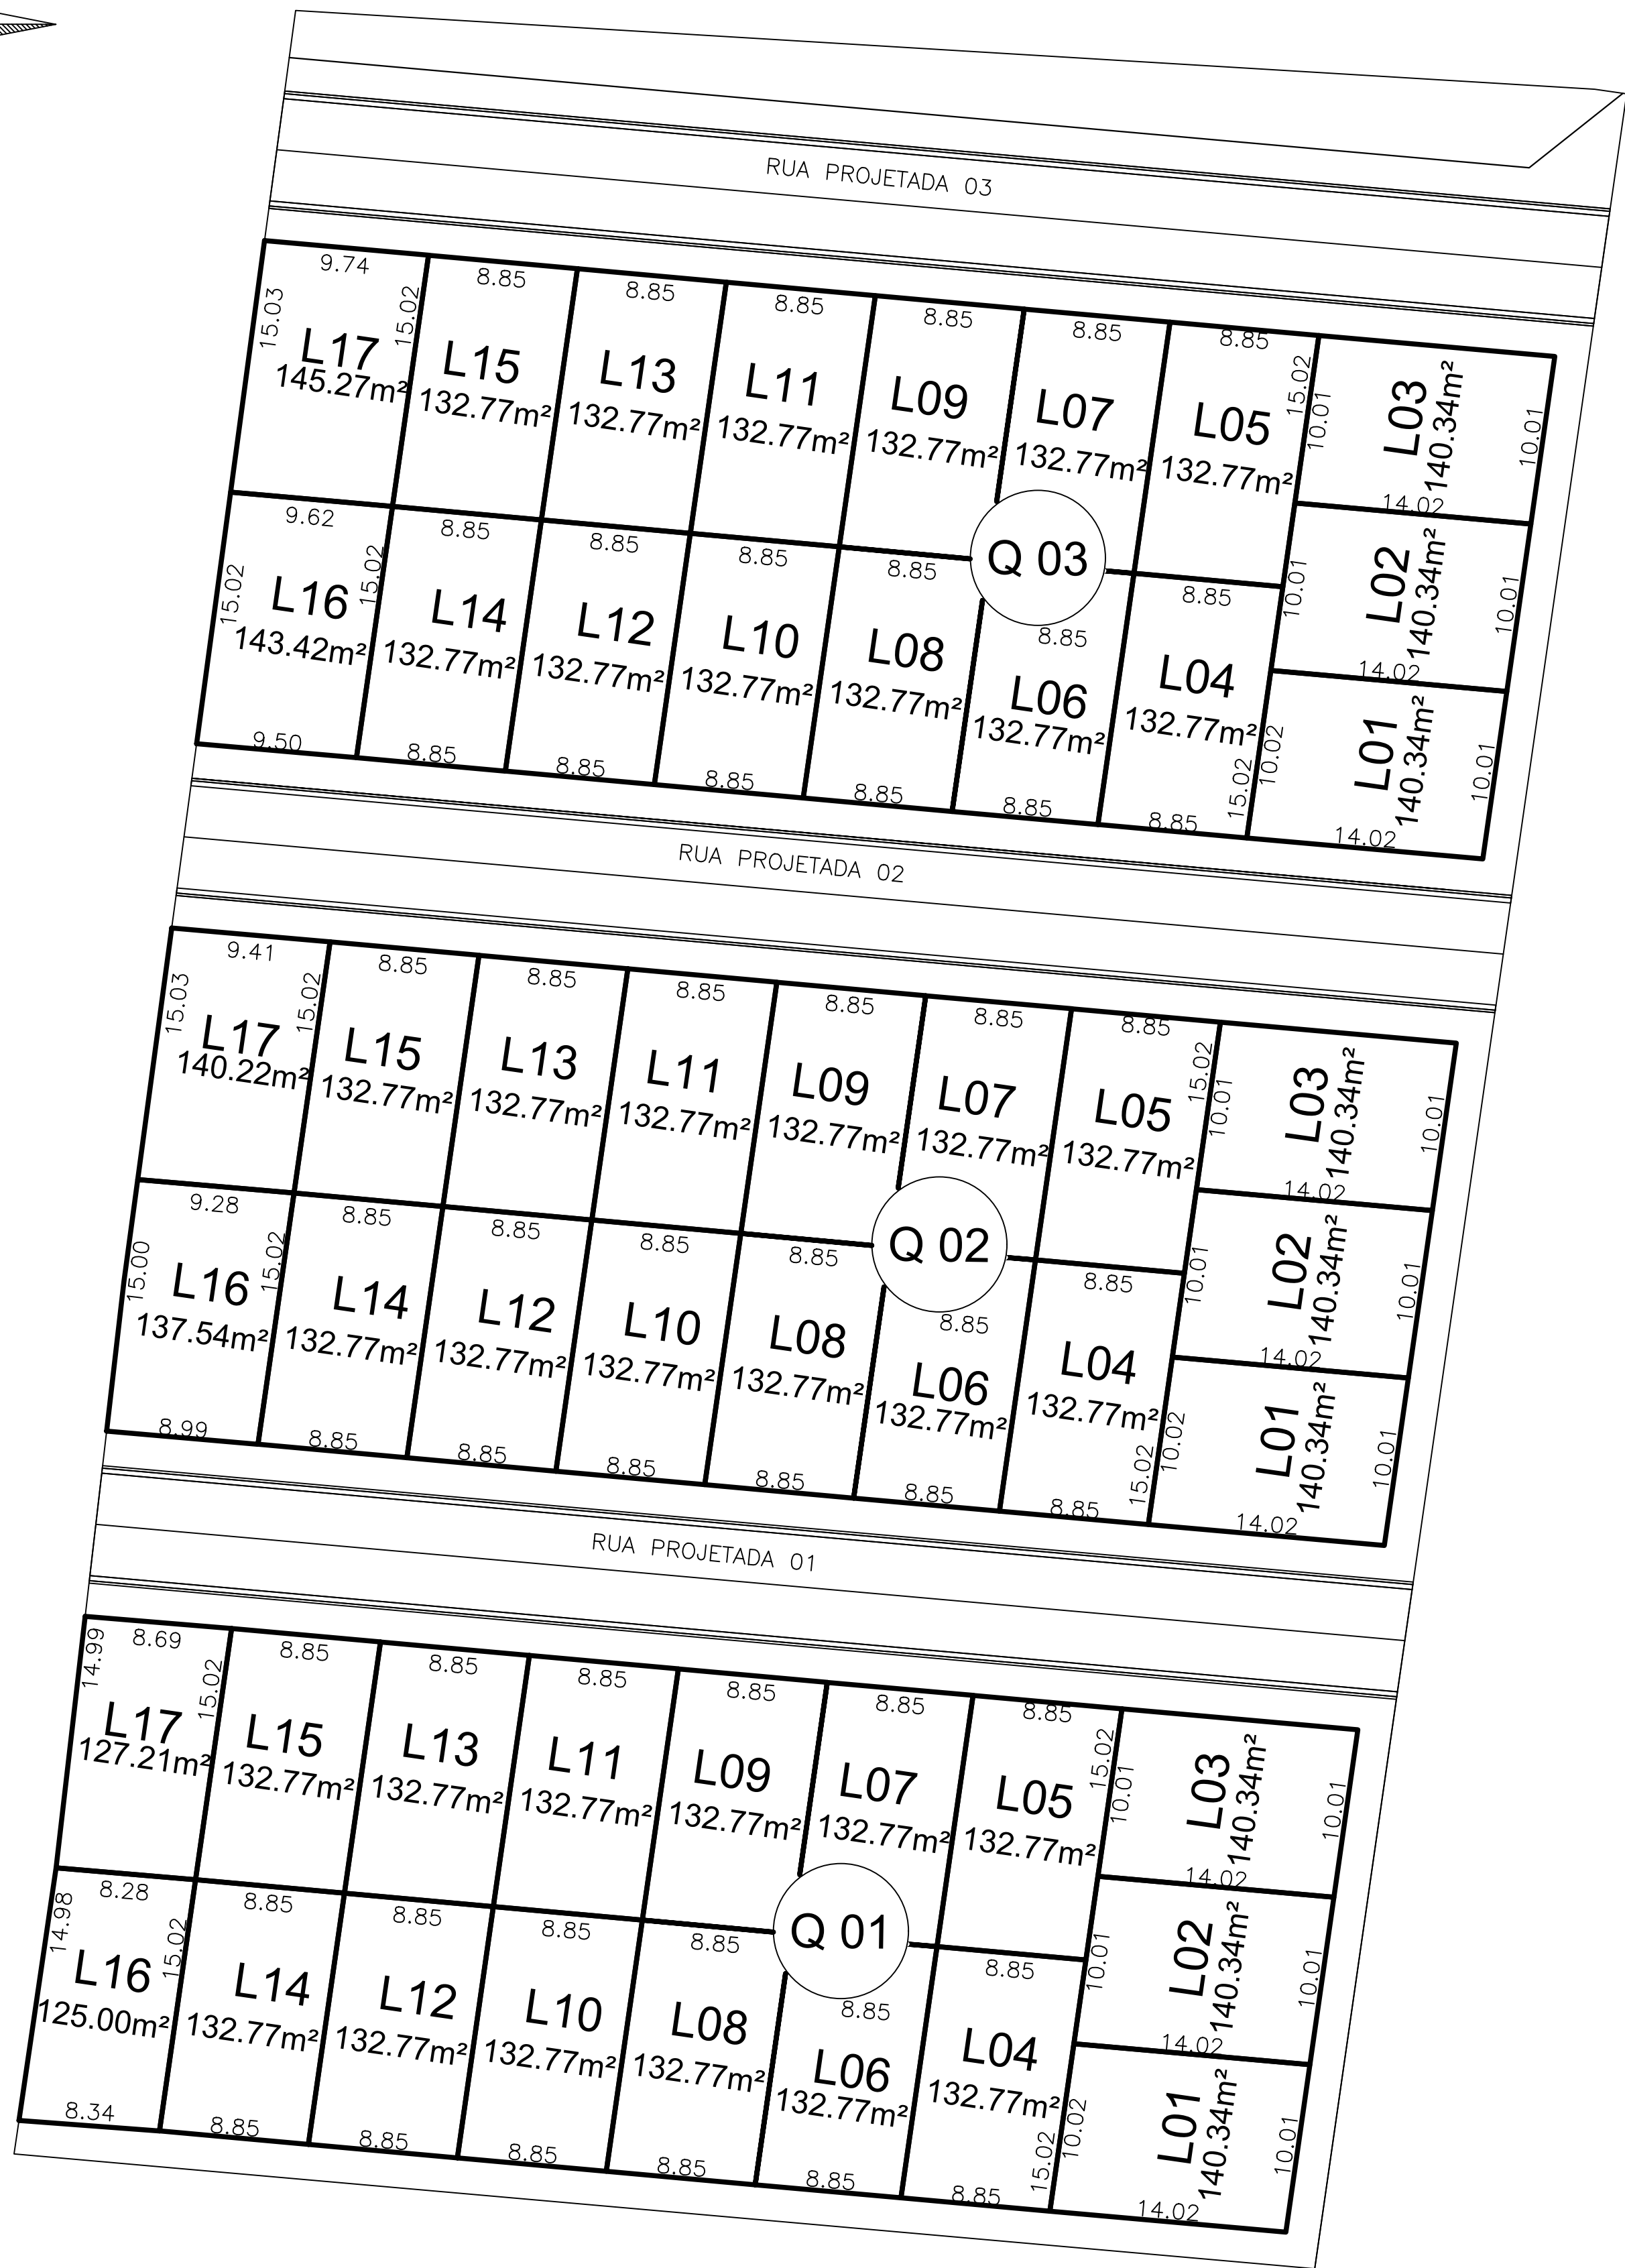 RUA PROJETADA 03
9.74
8.85
8.85
8.85
8.85
8.85
8.85
15.03
15.02
15.02
10.01
10.01
L17
145.27m²
L15
132.77m²
L13
132.77m²
L11
132.77m²
L09
132.77m²
L07
132.77m²
L05
132.77m²
L03
140.34m²
14.02
Q 03
9.62
8.85
8.85
8.85
8.85
8.85
8.85
15.02
15.02
10.01
10.01
L02
140.34m²
14.02
L16
143.42m²
L14
132.77m²
L12
132.77m²
L10
132.77m²
L08
132.77m²
L06
132.77m²
L04
132.77m²
15.02
10.02
10.01
L01
140.34m²
9.50
8.85
8.85
8.85
8.85
8.85
8.85
14.02
RUA PROJETADA 02
9.41
8.85
8.85
8.85
8.85
8.85
8.85
15.03
15.02
15.02
10.01
10.01
L17
140.22m²
L15
132.77m²
L13
132.77m²
L11
132.77m²
L09
132.77m²
L07
132.77m²
L05
132.77m²
L03
140.34m²
14.02
Q 02
9.28
8.85
8.85
8.85
8.85
8.85
8.85
15.00
15.02
10.01
10.01
L02
140.34m²
14.02
L16
137.54m²
L14
132.77m²
L12
132.77m²
L10
132.77m²
L08
132.77m²
L06
132.77m²
L04
132.77m²
15.02
10.02
10.01
L01
140.34m²
8.99
8.85
8.85
8.85
8.85
8.85
8.85
14.02
RUA PROJETADA 01
8.69
8.85
8.85
8.85
8.85
8.85
8.85
14.99
15.02
15.02
10.01
10.01
L17
127.21m²
L15
132.77m²
L13
132.77m²
L11
132.77m²
L09
132.77m²
L07
132.77m²
L05
132.77m²
L03
140.34m²
14.02
Q 01
8.28
8.85
8.85
8.85
8.85
8.85
8.85
14.98
15.02
10.01
10.01
L02
140.34m²
14.02
L16
125.00m²
L14
132.77m²
L12
132.77m²
L10
132.77m²
L08
132.77m²
L06
132.77m²
L04
132.77m²
15.02
10.02
10.01
L01
140.34m²
8.34
8.85
8.85
8.85
8.85
8.85
8.85
14.02